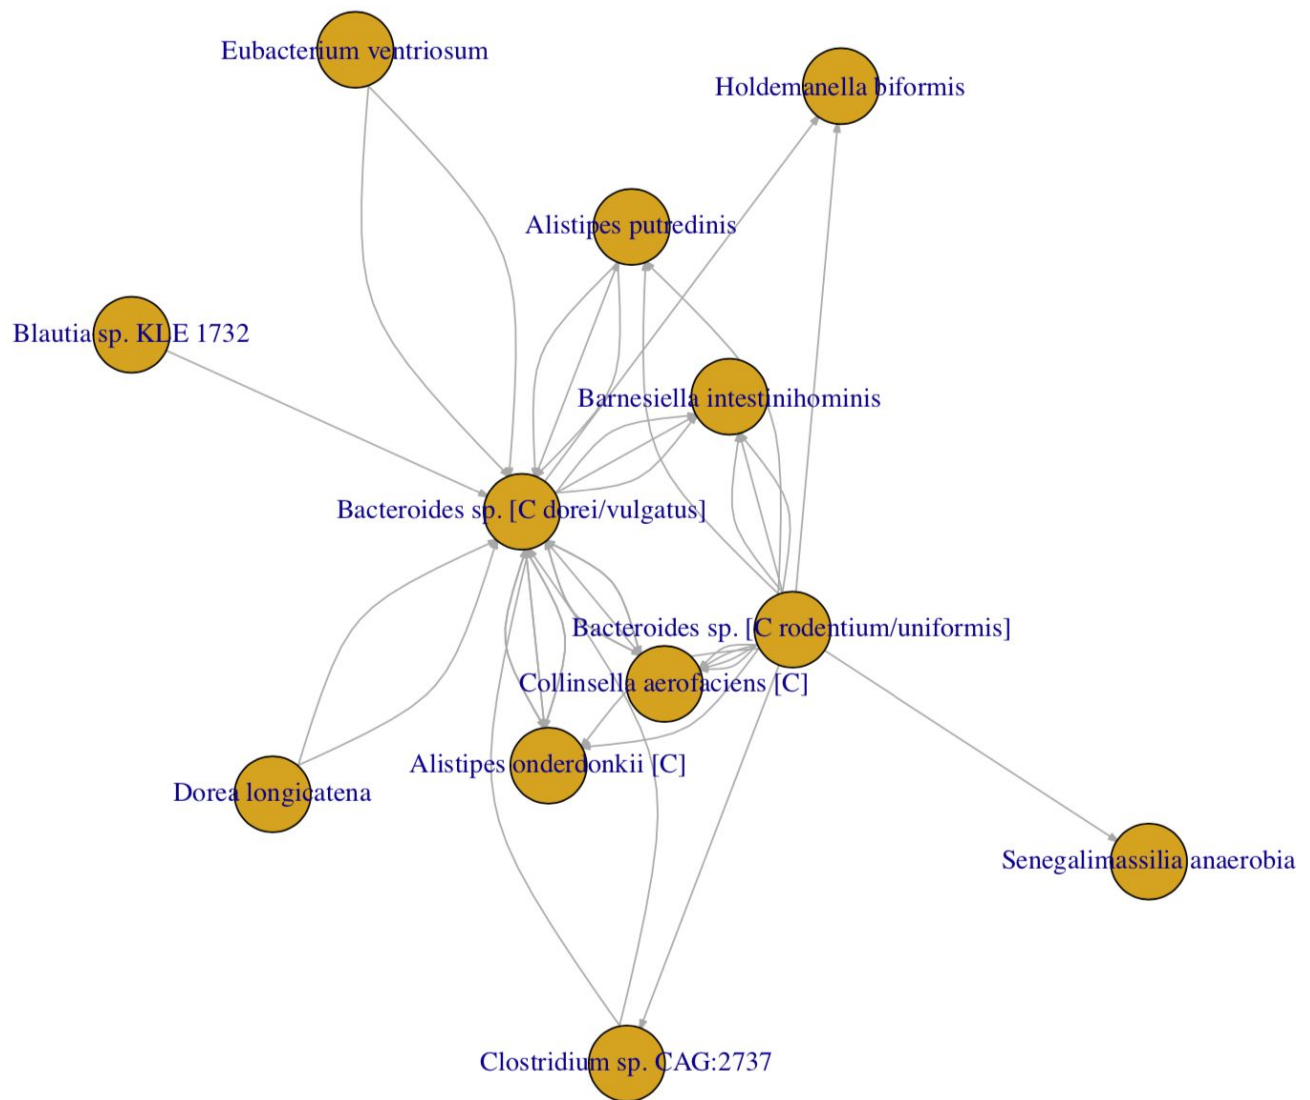 Eubacterium ventriosum
Holdemanella biformis
Alistipes putredinis
Blautia sp. KLE 1732
Barnesiella intestinihominis
Bacteroides sp. [C dorei/vulgatus]
Bacteroides sp. [C rodentium/uniformis]
Collinsella aerofaciens [C]
Alistipes onderdonkii [C]
Dorea longicatena
Senegalimassilia anaerobia
Clostridium sp. CAG:2737